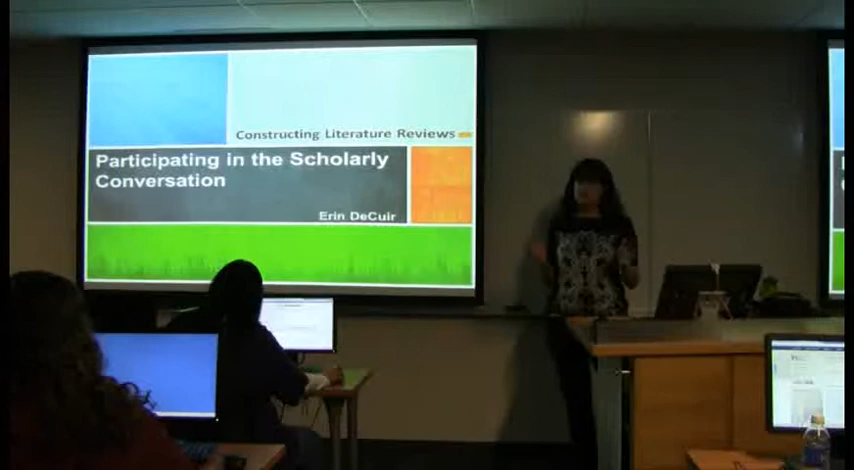 Constructing Literature Reviews
Participating in the Scholarly
Conversation
Erin DeCuir